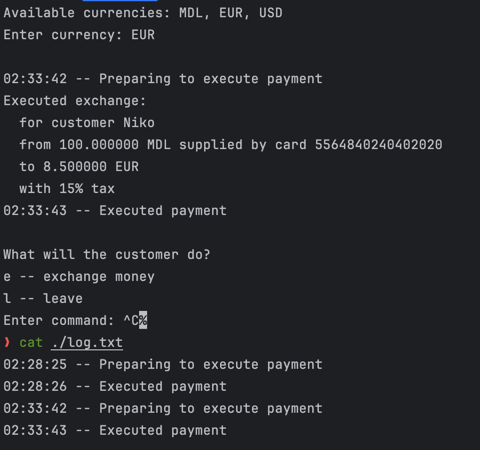 Available currencies: MDL, EUR, USD
Enter currency: EUR
02:33:42 -- Preparing to execute payment
Executed exchange:
for customer Niko
from 100.000000 MDL supplied by card 5564840240402020
to 8.500000 EUR
with 15% tax
02:33:43 -- Executed payment
What will the customer do?
e -- exchange money
l -- leave
Enter command: ^C%
❯ cat ./log.txt
02:28:25 -- Preparing to execute payment
02:28:26 -- Executed payment
02:33:42 -- Preparing to execute payment
02:33:43 -- Executed payment